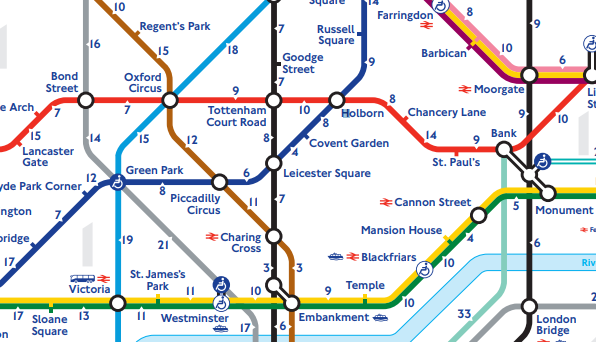 10
Regent's Park
16
15
18
7
Square
14
Russell
Square
9
Farringdon
8
Barbican
10
9
6
Goodge
Street
7
Bond
Street
Oxford
Circus
Moorgate
9
e Arch
7
7
Tottenham
Court Road
10
Holborn
8
Chancery Lane
10
15
Lancaster
Gate
14
15
12
8
8
Covent Garden
4
14
St. Paul's
9
Bank
Green Park
yde Park Corner
12
8
6
Leicester Square
Piccadilly
Circus
7
ngton
7
11
Cannon Street
5
Monument
bridge
19
21
Charing
Cross
Mansion House
4
6
17
Blackfriars
10
Riv
3
3
Victoria
St. James's
Park
11
10
9
Temple
10
17
Sloane
Square
13
11
Westminster
17
6
Embankment
33
2
London
Bridge